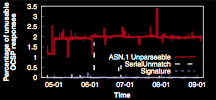 Percentage of unusable
OCSP responses
4
3.5
3
2.5
2
1.5
1
0.5
0
ASN.1 Unparseable
SerialUnmatch
Signature
05-01 06-01 07-01 08-01 09-01
Time